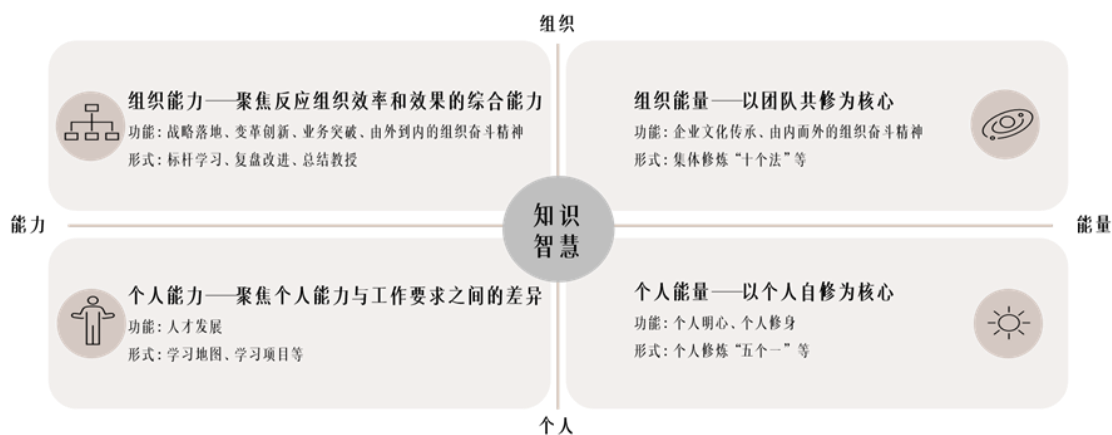 组织
组织能力——聚焦反应组织效率和效果的综合能力
功能：战略落地、变革创新、业务突破、由外到内的组织奋斗精神
形式：标杆学习、复盘改进、总结教授
组织能量——以团队共修为核心
功能：企业文化传承、由内而外的组织奋斗精神
形式：集体修炼“十个法”等
能力
知识
智慧
能量
个人能力——聚焦个人能力与工作要求之间的差异
功能：人才发展
形式：学习地图、学习项目等
个人能量——以个人自修为核心
功能：个人明心、个人修身
形式：个人修炼“五个一”等
个人